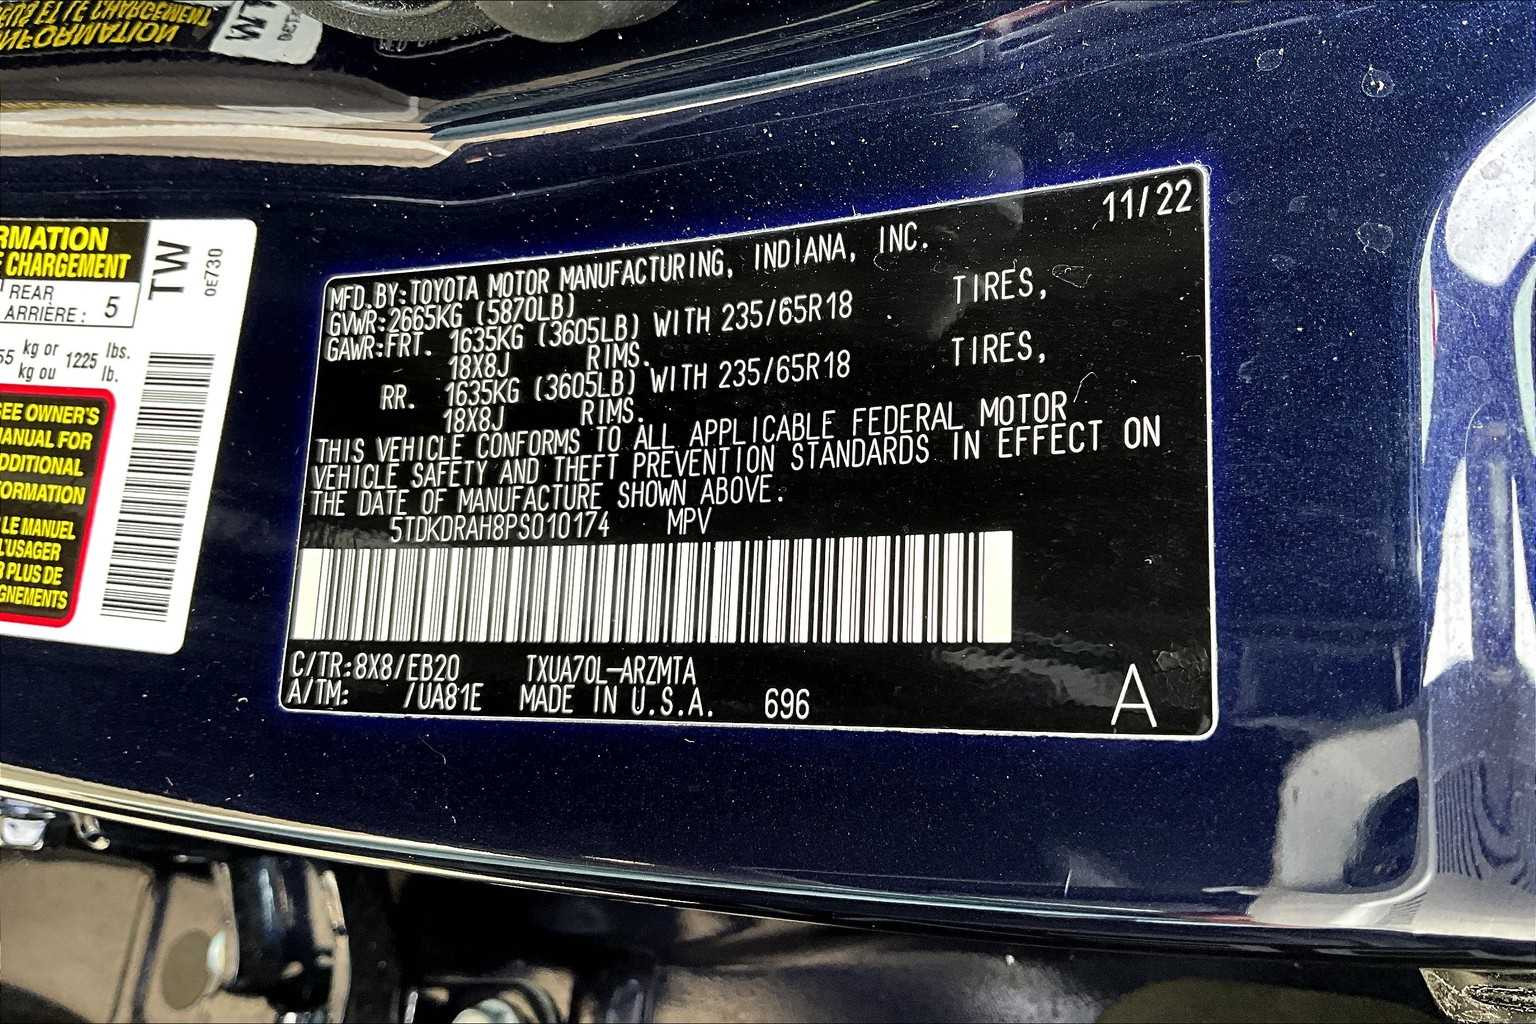 INFORMATION
RMATION
E CHARGEMENT
REAR
ARRIÈRE : 5
kg or 1225 lbs.
kg ou lb.
SEE OWNER'S
MANUAL FOR
ADDITIONAL
FORMATION
LE MANUEL
L'USAGER
R PLUS DE
GNEMENTS
TW
0E730
11/22
MFD.BY:TOYOTA MOTOR MANUFACTURING, INDIANA, INC.
GVWR:2665KG (5870LB)
GAWR:FRT. 1635KG (3605LB) WITH 235/65R18 TIRES,
18X8J RIMS.
RR. 1635KG (3605LB) WITH 235/65R18 TIRES,
18X8J RIMS.
THIS VEHICLE CONFORMS TO ALL APPLICABLE FEDERAL MOTOR
VEHICLE SAFETY AND THEFT PREVENTION STANDARDS IN EFFECT ON
THE DATE OF MANUFACTURE SHOWN ABOVE.
5TDKDRAH8PS010174 MPV
C/TR:8X8/EB20 TXUA70L-ARZMTA
A/TM: /UA81E MADE IN U.S.A. 696
A